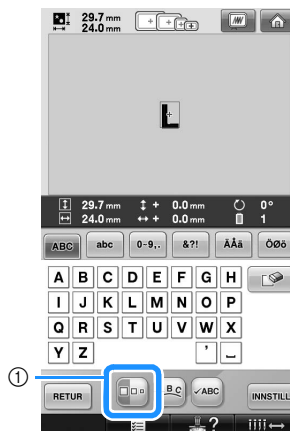 29.7 mm
24.0 mm
L
29.7 mm 0.0 mm 0°
24.0 mm 0.0 mm 1
ABC abc 0~9,. &?! ÄÅä ÖØö
A B C D E F G H
I J K L M N O P
Q R S T U V W X
Y Z ' _
①
RETUR BC ✓ABC INNSTILL
?